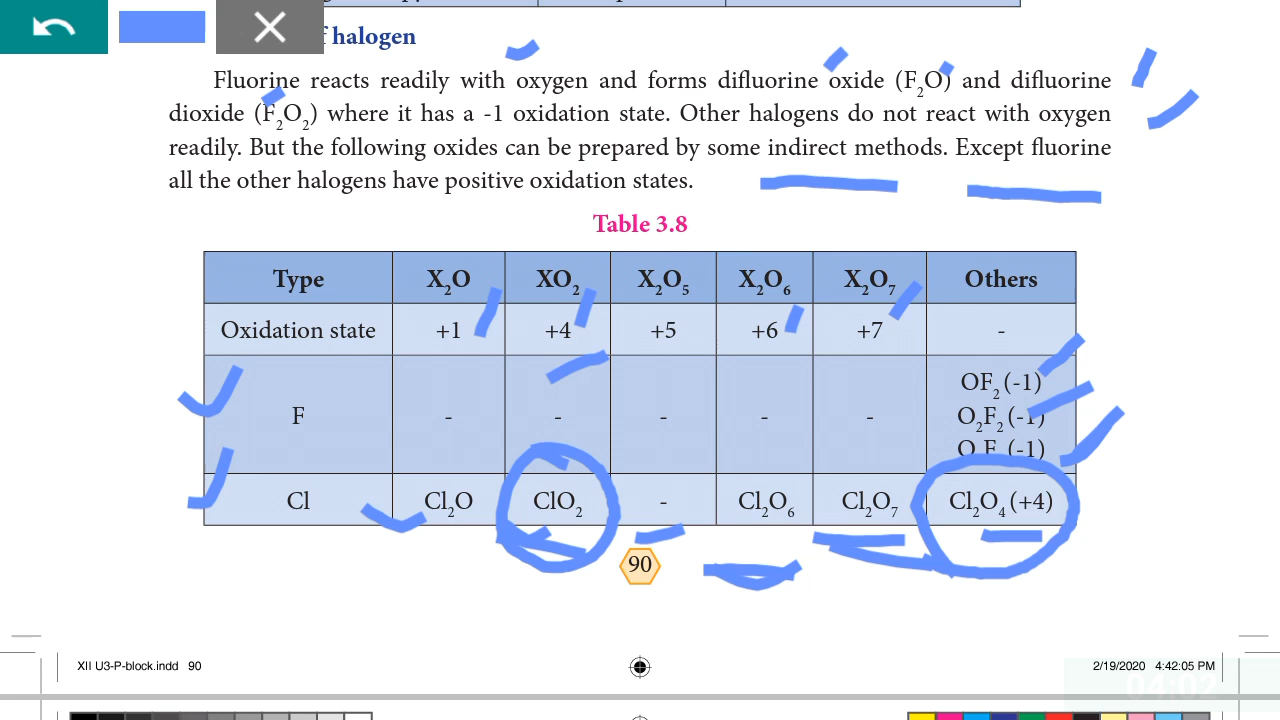 f halogen
Fluorine reacts readily with oxygen and forms difluorine oxide (F₂O) and difluorine
dioxide (F₂O₂) where it has a -1 oxidation state. Other halogens do not react with oxygen
readily. But the following oxides can be prepared by some indirect methods. Except fluorine
all the other halogens have positive oxidation states.
Table 3.8
Type X₂O XO₂ X₂O₅ X₂O₆ X₂O₇ Others
Oxidation state +1 +4 +5 +6 +7 -
F - - - - - OF₂ (-1)
O₂F₂ (-1)
(-1)
Cl Cl₂O ClO₂ - Cl₂O₆ Cl₂O₇ Cl₂O₄ (+4)
90
XII U3-P-block.indd 90 2/19/2020 4:42:05 PM
04:02